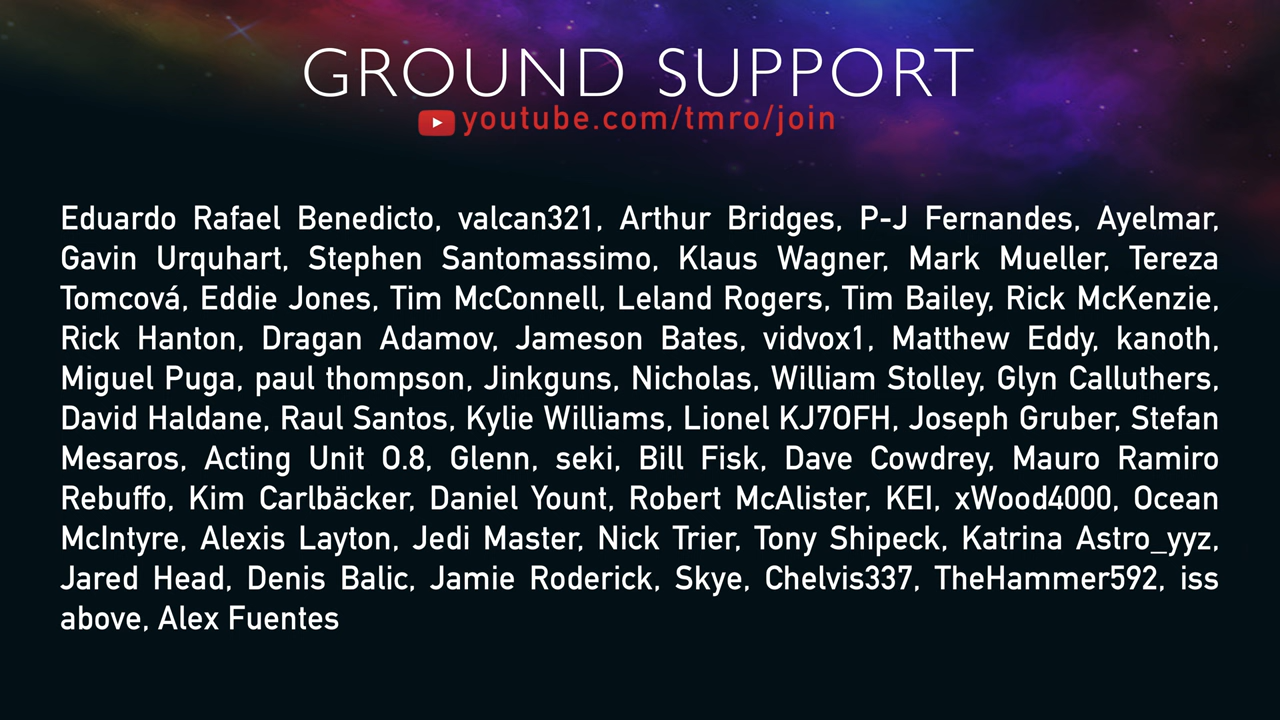 GROUND SUPPORT
youtube.com/tmro/join
Eduardo Rafael Benedicto, valcan321, Arthur Bridges, P-J Fernandes, Ayelmar,
Gavin Urquhart, Stephen Santomassimo, Klaus Wagner, Mark Mueller, Tereza
Tomcová, Eddie Jones, Tim McConnell, Leland Rogers, Tim Bailey, Rick McKenzie,
Rick Hanton, Dragan Adamov, Jameson Bates, vidvox1, Matthew Eddy, kanoth,
Miguel Puga, paul thompson, Jinkguns, Nicholas, William Stolley, Glyn Calluthers,
David Haldane, Raul Santos, Kylie Williams, Lionel KJ7OFH, Joseph Gruber, Stefan
Mesaros, Acting Unit 0.8, Glenn, seki, Bill Fisk, Dave Cowdrey, Mauro Ramiro
Rebuffo, Kim Carlbäcker, Daniel Yount, Robert McAlister, KEI, xWood4000, Ocean
McIntyre, Alexis Layton, Jedi Master, Nick Trier, Tony Shipeck, Katrina Astro_yyz,
Jared Head, Denis Balic, Jamie Roderick, Skye, Chelvis337, TheHammer592, iss
above, Alex Fuentes